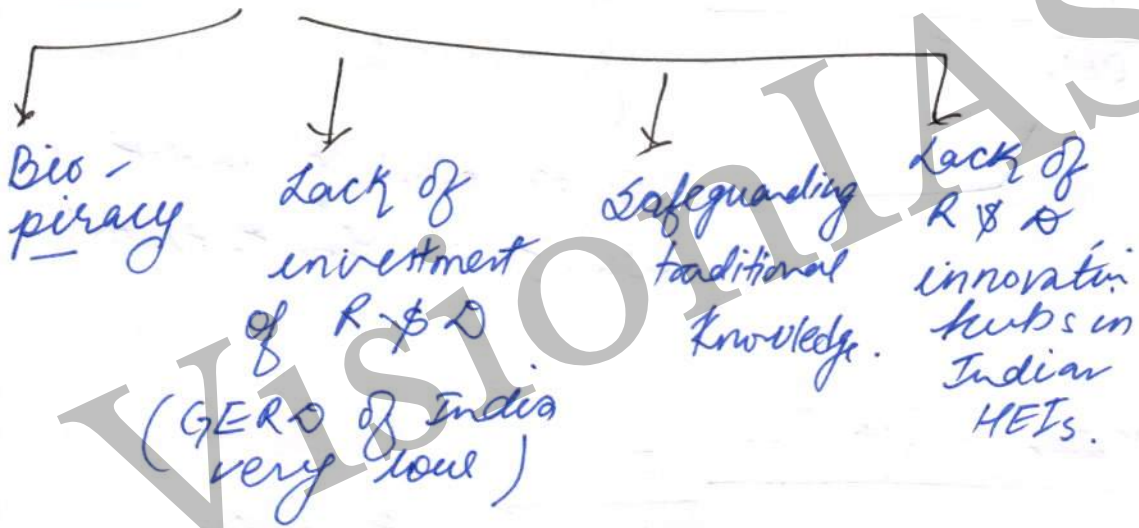 Bio-
piracy
Lack of
investment
of R & D
(GERD of India
very low)
Safeguarding
traditional
Knowledge.
Lack of
R & D
innovatin
hubs in
Indian
HEIs.
VisionIAS